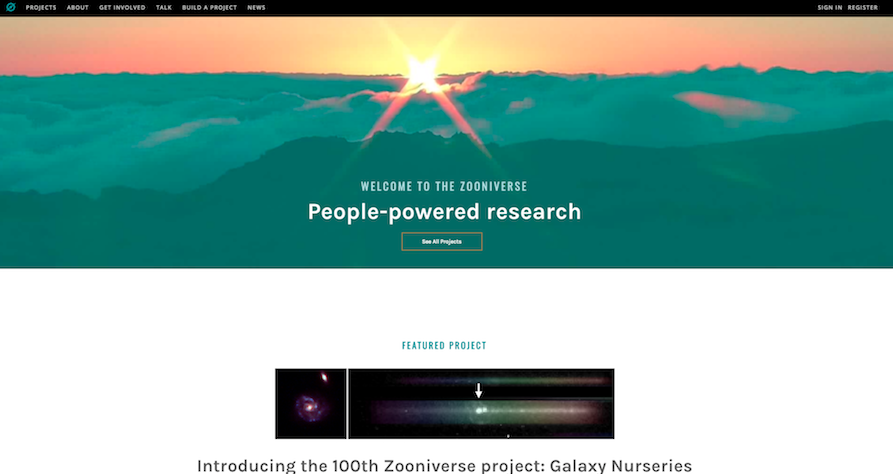 PROJECTS ABOUT GET INVOLVED TALK BUILD A PROJECT NEWS SIGN IN REGISTER
WELCOME TO THE ZOONIVERSE
People-powered research
See All Projects
FEATURED PROJECT
Introducing the 100th Zooniverse project: Galaxy Nurseries